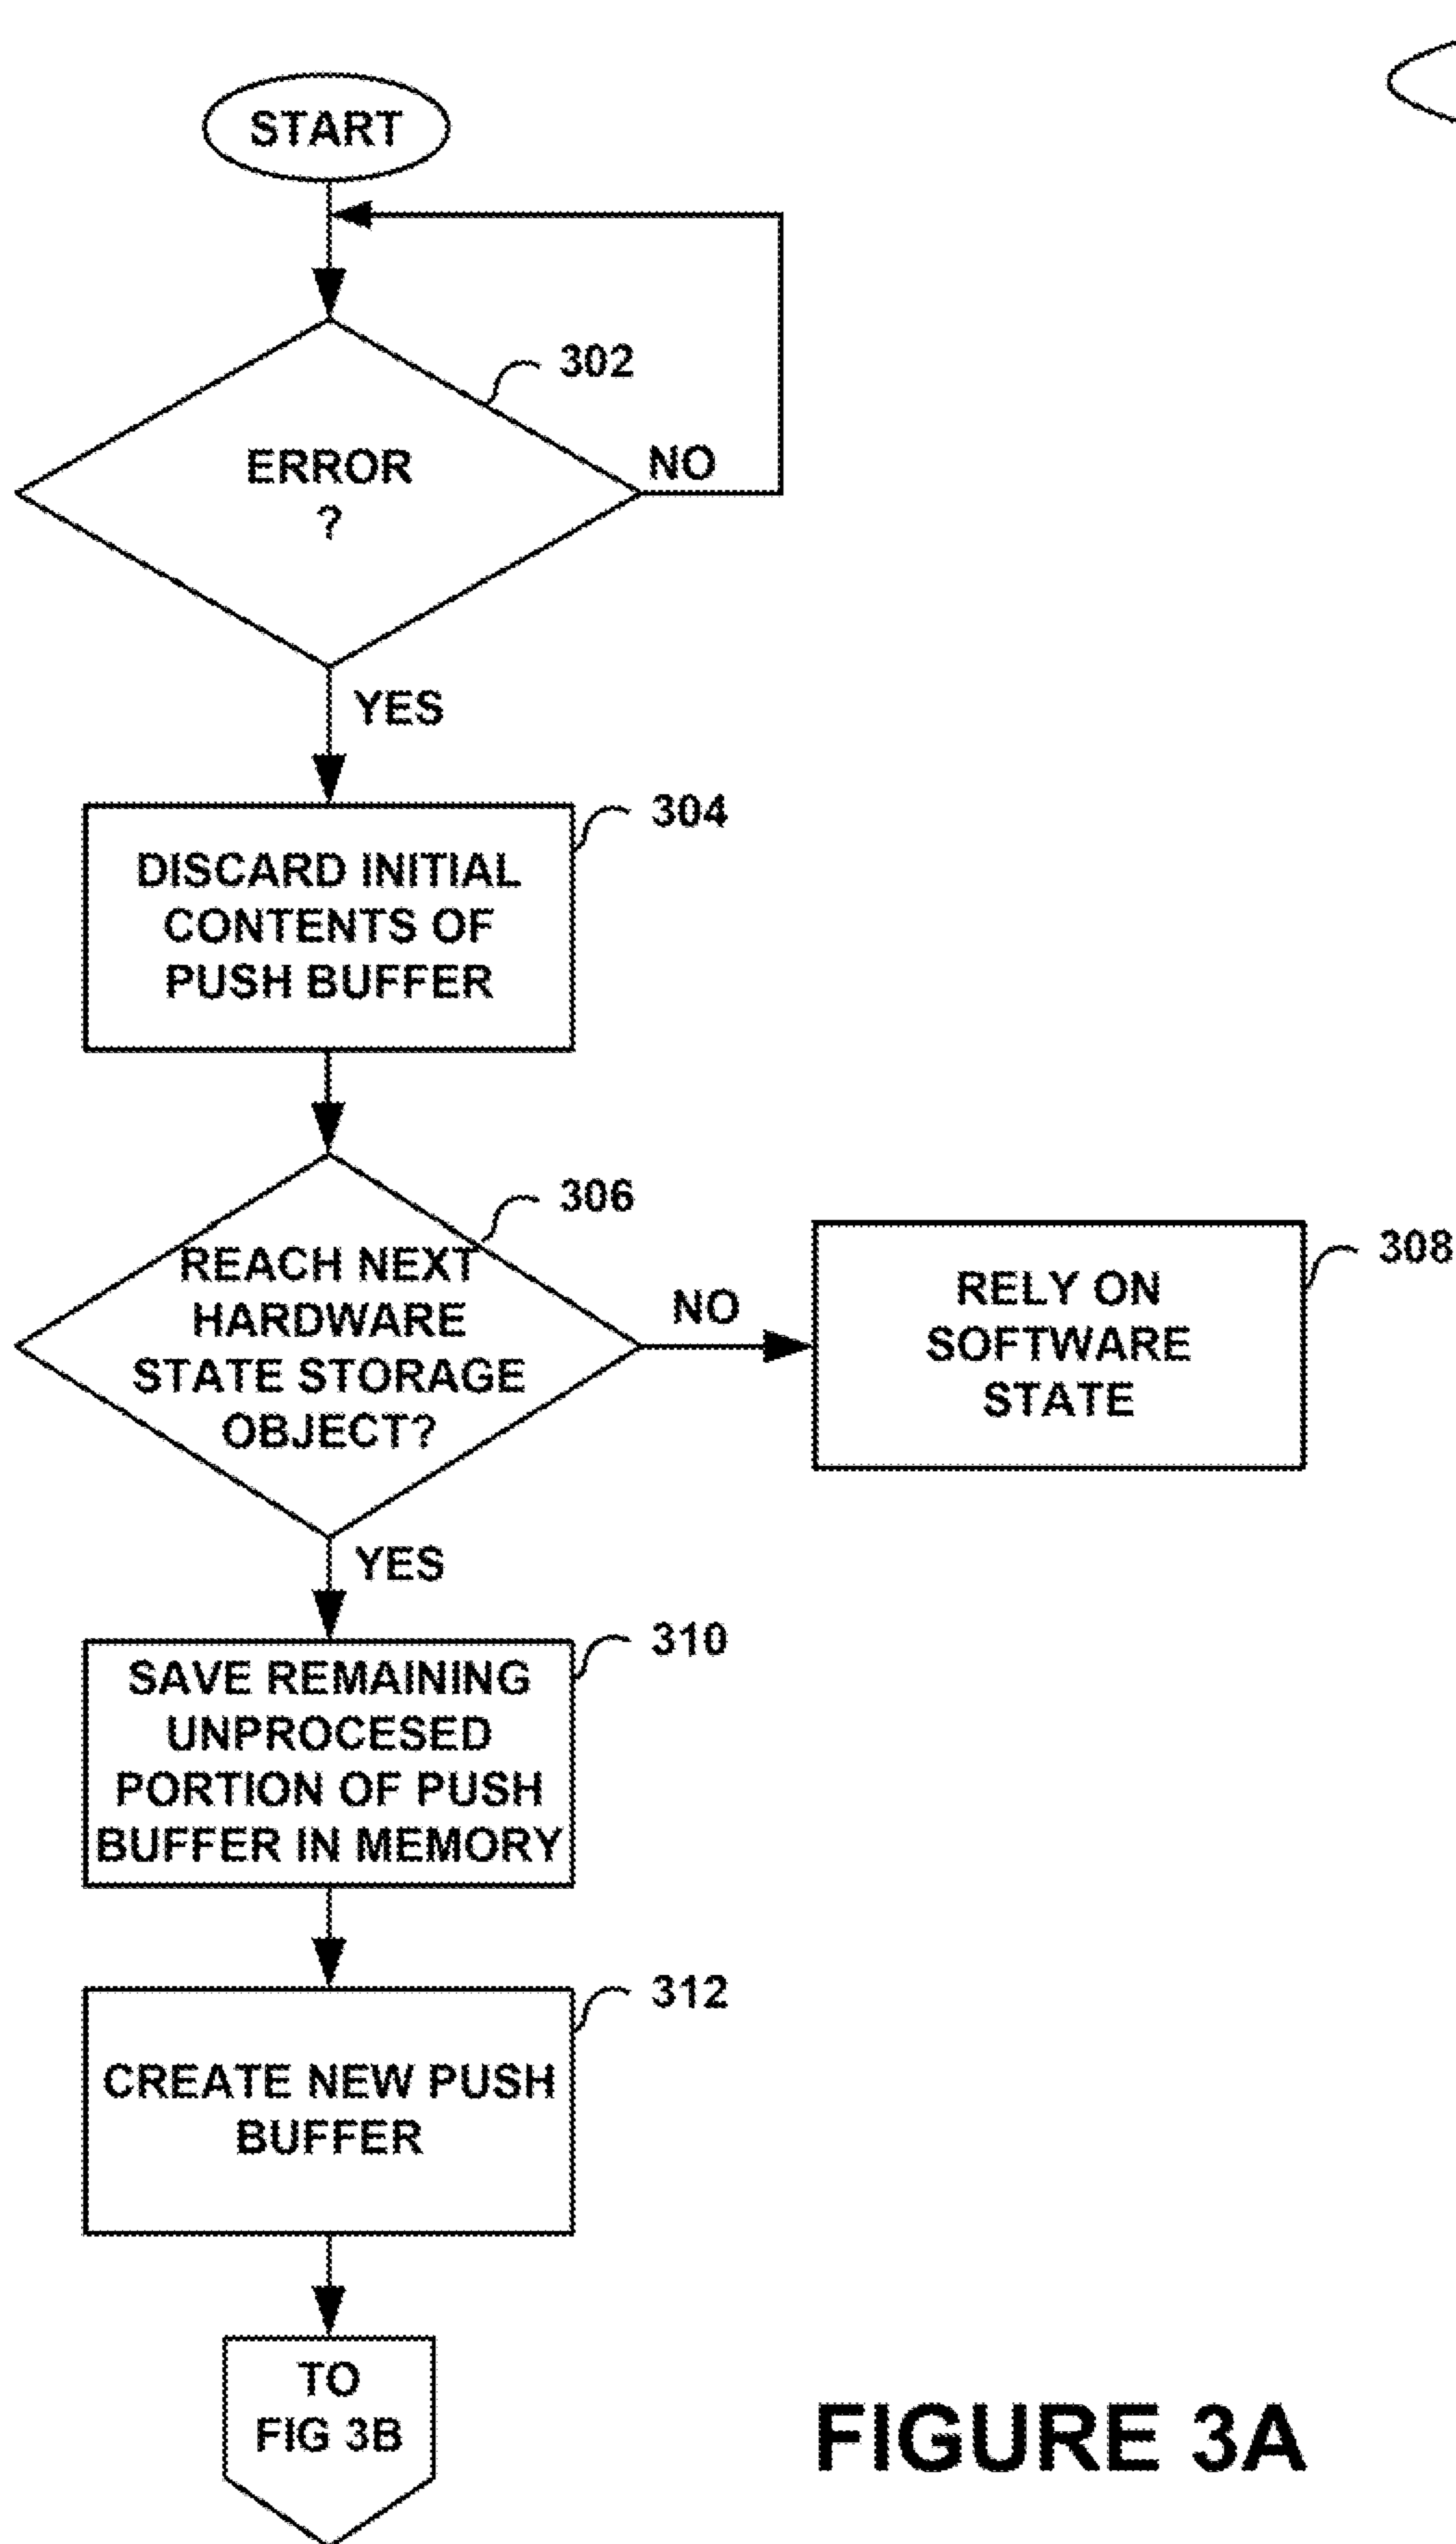 START
302
ERROR
?
NO
YES
304
DISCARD INITIAL
CONTENTS OF
PUSH BUFFER
306
REACH NEXT
HARDWARE
STATE STORAGE
OBJECT?
NO
308
RELY ON
SOFTWARE
STATE
YES
310
SAVE REMAINING
UNPROCESED
PORTION OF PUSH
BUFFER IN MEMORY
312
CREATE NEW PUSH
BUFFER
TO
FIG 3B
FIGURE 3A